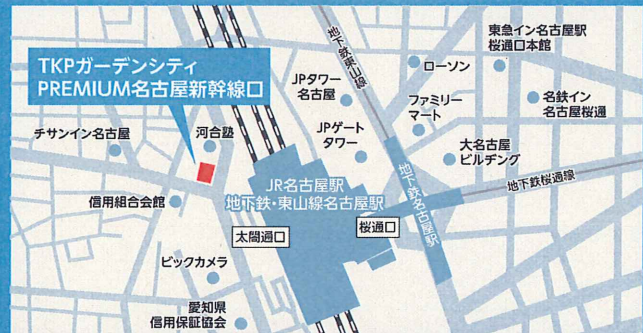 TKPガーデンシティ
PREMIUM名古屋新幹線口
チサンイン名古屋
河合塾
信用組合会館
ビックカメラ
愛知県
信用保証協会
太閤通口
JR名古屋駅
地下鉄・東山線名古屋駅
桜通口
JPタワー
名古屋
JPゲート
タワー
地下鉄東山線
ローソン
ファミリー
マート
東急イン名古屋駅
桜通口本館
名鉄イン
名古屋桜通
大名古屋
ビルヂング
地下鉄名古屋駅
地下鉄桜通線